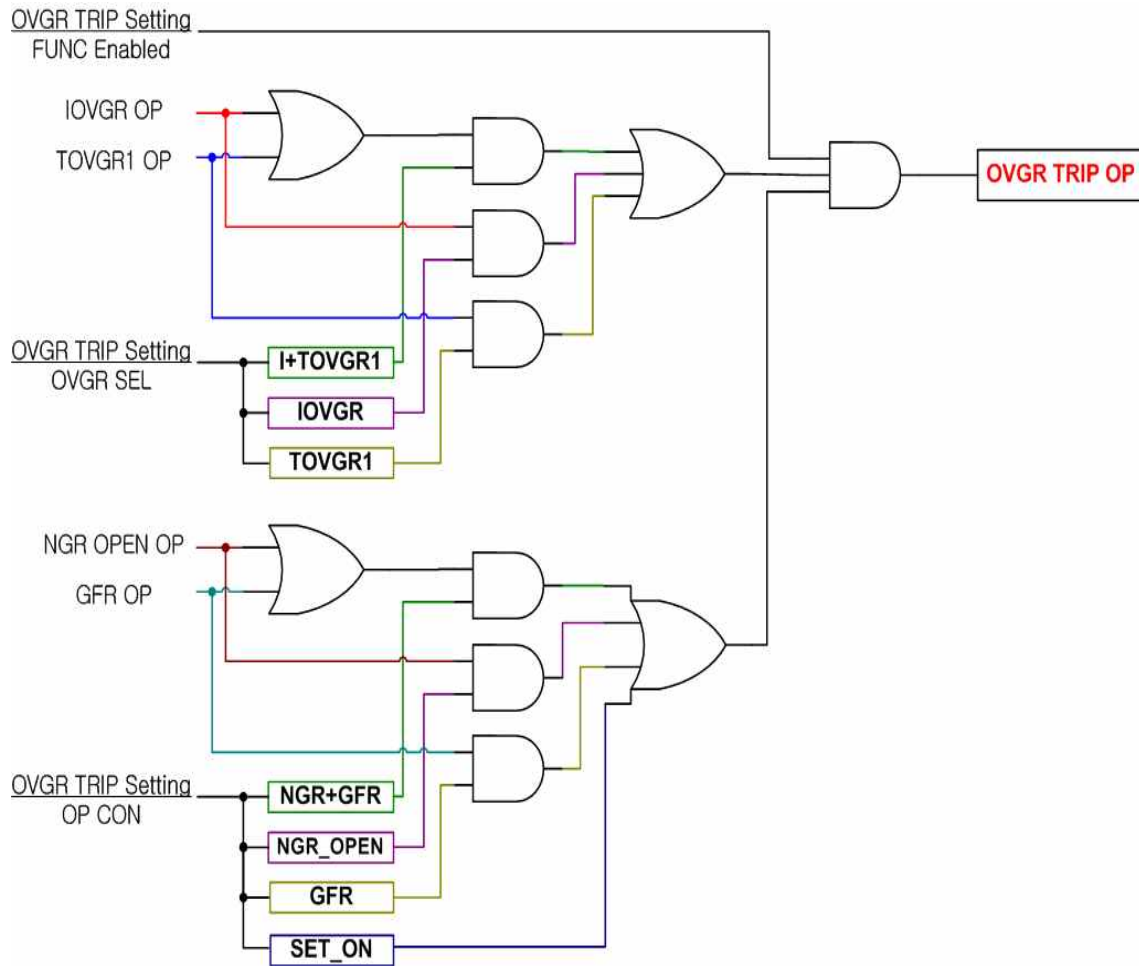 OVGR TRIP Setting
FUNC Enabled
IOVGR OP
TOVGR1 OP
OVGR TRIP OP
OVGR TRIP Setting
OVGR SEL
I+TOVGR1
IOVGR
TOVGR1
NGR OPEN OP
GFR OP
OVGR TRIP Setting
OP CON
NGR+GFR
NGR_OPEN
GFR
SET_ON